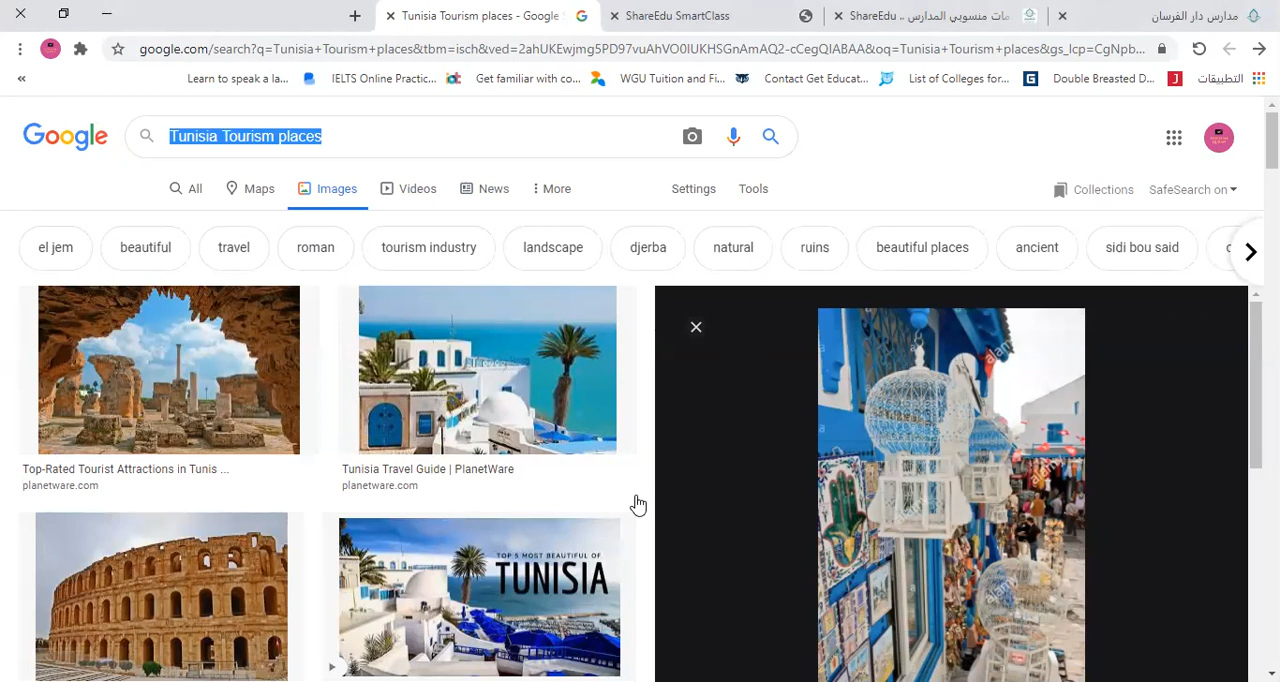 Tunisia Tourism places - Google
ShareEdu SmartClass
ShareEdu .. مات منسوبي المدارس
مدارس دار الفرسان
google.com/search?q=Tunisia+Tourism+places&tbm=isch&ved=2ahUKEwjmg5PD97vuAhVO0IUKHSGnAmAQ2-cCegQIABAA&oq=Tunisia+Tourism+places&gs_lcp=CgNpb...
«
Learn to speak a la...
IELTS Online Practic...
Get familiar with co...
WGU Tuition and Fi...
Contact Get Educat...
List of Colleges for...
Double Breasted D...
التطبيقات
Google
Tunisia Tourism places
All
Maps
Images
Videos
News
More
Settings
Tools
Collections
SafeSearch on
el jem
beautiful
travel
roman
tourism industry
landscape
djerba
natural
ruins
beautiful places
ancient
sidi bou said
Top-Rated Tourist Attractions in Tunis ...
planetware.com
Tunisia Travel Guide | PlanetWare
planetware.com
TOP 5 MOST BEAUTIFUL OF
TUNISIA
alamy